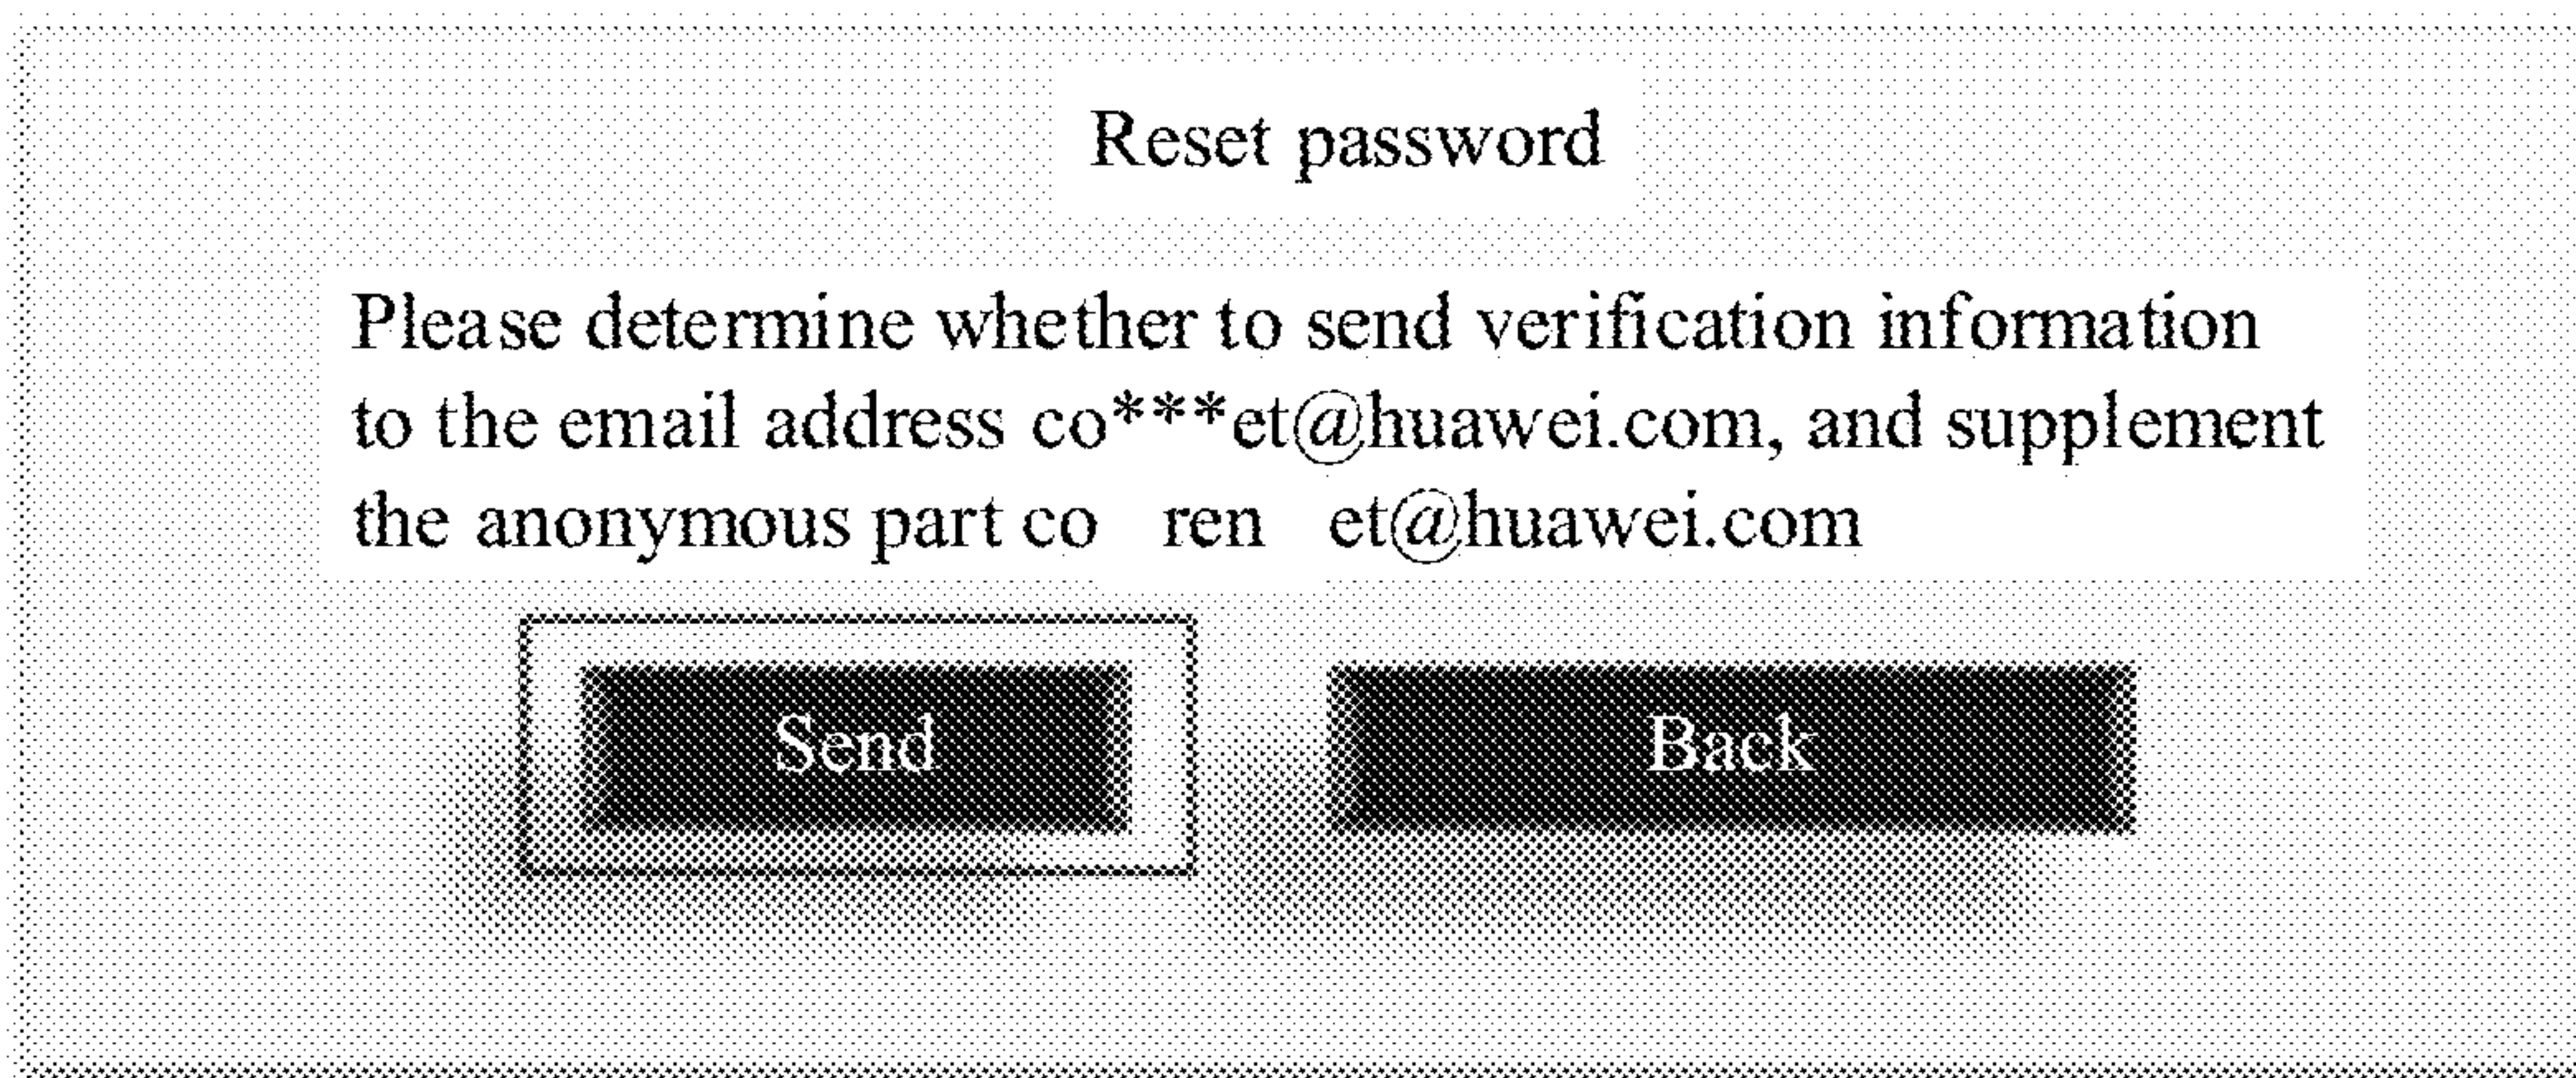 Reset password
Please determine whether to send verification information
to the email address co***et@huawei.com, and supplement
the anonymous part co ren et@huawei.com
Send Back